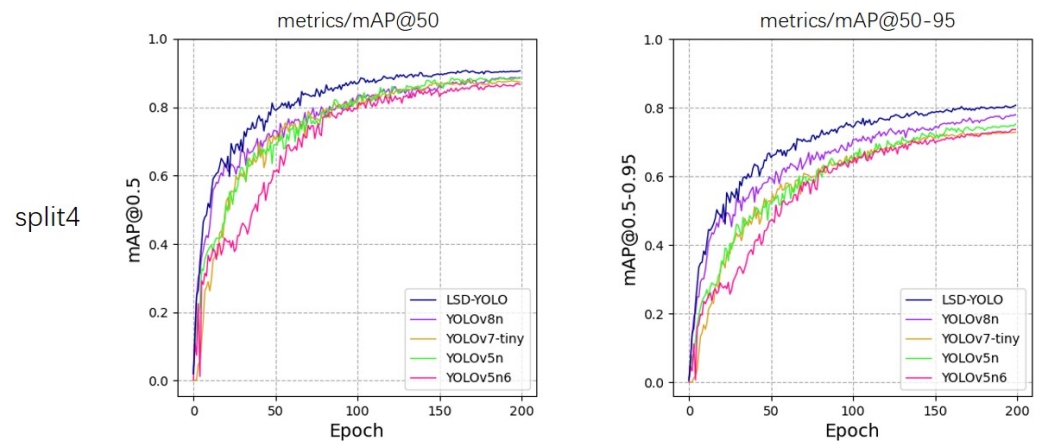 metrics/mAP@50
metrics/mAP@50-95
split4
mAP@0.5
1.0
0.8
0.6
0.4
0.2
0.0
0
50
100
150
200
Epoch
LSD-YOLO
YOLOv8n
YOLOv7-tiny
YOLOv5n
YOLOv5n6
mAP@0.5-0.95
1.0
0.8
0.6
0.4
0.2
0.0
0
50
100
150
200
Epoch
LSD-YOLO
YOLOv8n
YOLOv7-tiny
YOLOv5n
YOLOv5n6